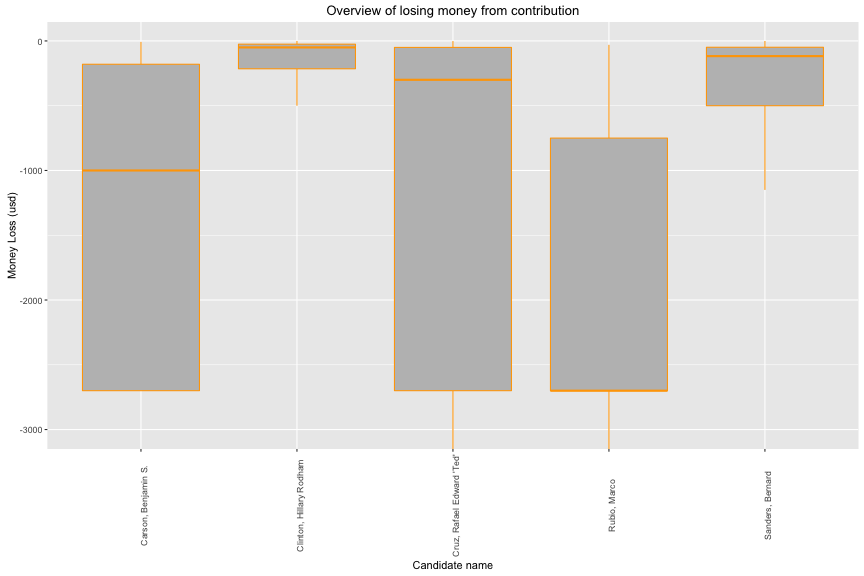 Overview of losing money from contribution
Money Loss (usd)
0
-1000
-2000
-3000
Carson, Benjamin S.
Clinton, Hillary Rodham
Cruz, Rafael Edward 'Ted'
Rubio, Marco
Sanders, Bernard
Candidate name